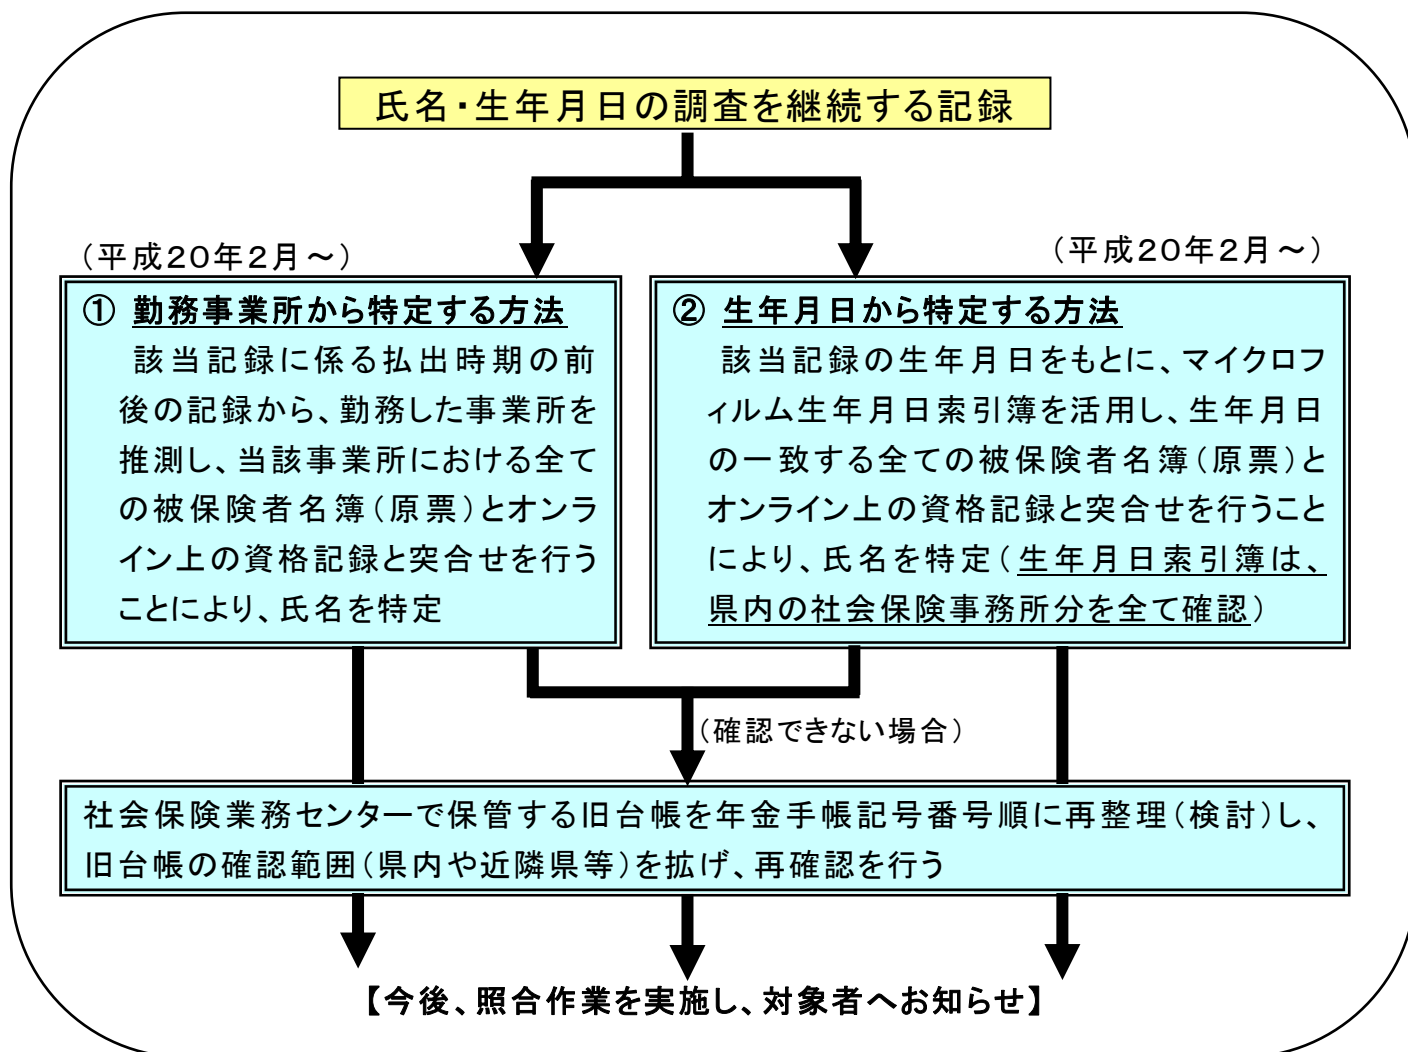 氏名・生年月日の調査を継続する記録
（平成20年2月～）
（平成20年2月～）
① 勤務事業所から特定する方法
該当記録に係る払出時期の前
後の記録から、勤務した事業所を
推測し、当該事業所における全て
の被保険者名簿（原票）とオンラ
イン上の資格記録と突合せを行う
ことにより、氏名を特定
② 生年月日から特定する方法
該当記録の生年月日をもとに、マイクロフ
ィルム生年月日索引簿を活用し、生年月日
の一致する全ての被保険者名簿（原票）と
オンライン上の資格記録と突合せを行うこと
により、氏名を特定（生年月日索引簿は、
県内の社会保険事務所分を全て確認）
（確認できない場合）
社会保険業務センターで保管する旧台帳を年金手帳記号番号順に再整理（検討）し、
旧台帳の確認範囲（県内や近隣県等）を拡げ、再確認を行う
【今後、照合作業を実施し、対象者へお知らせ】